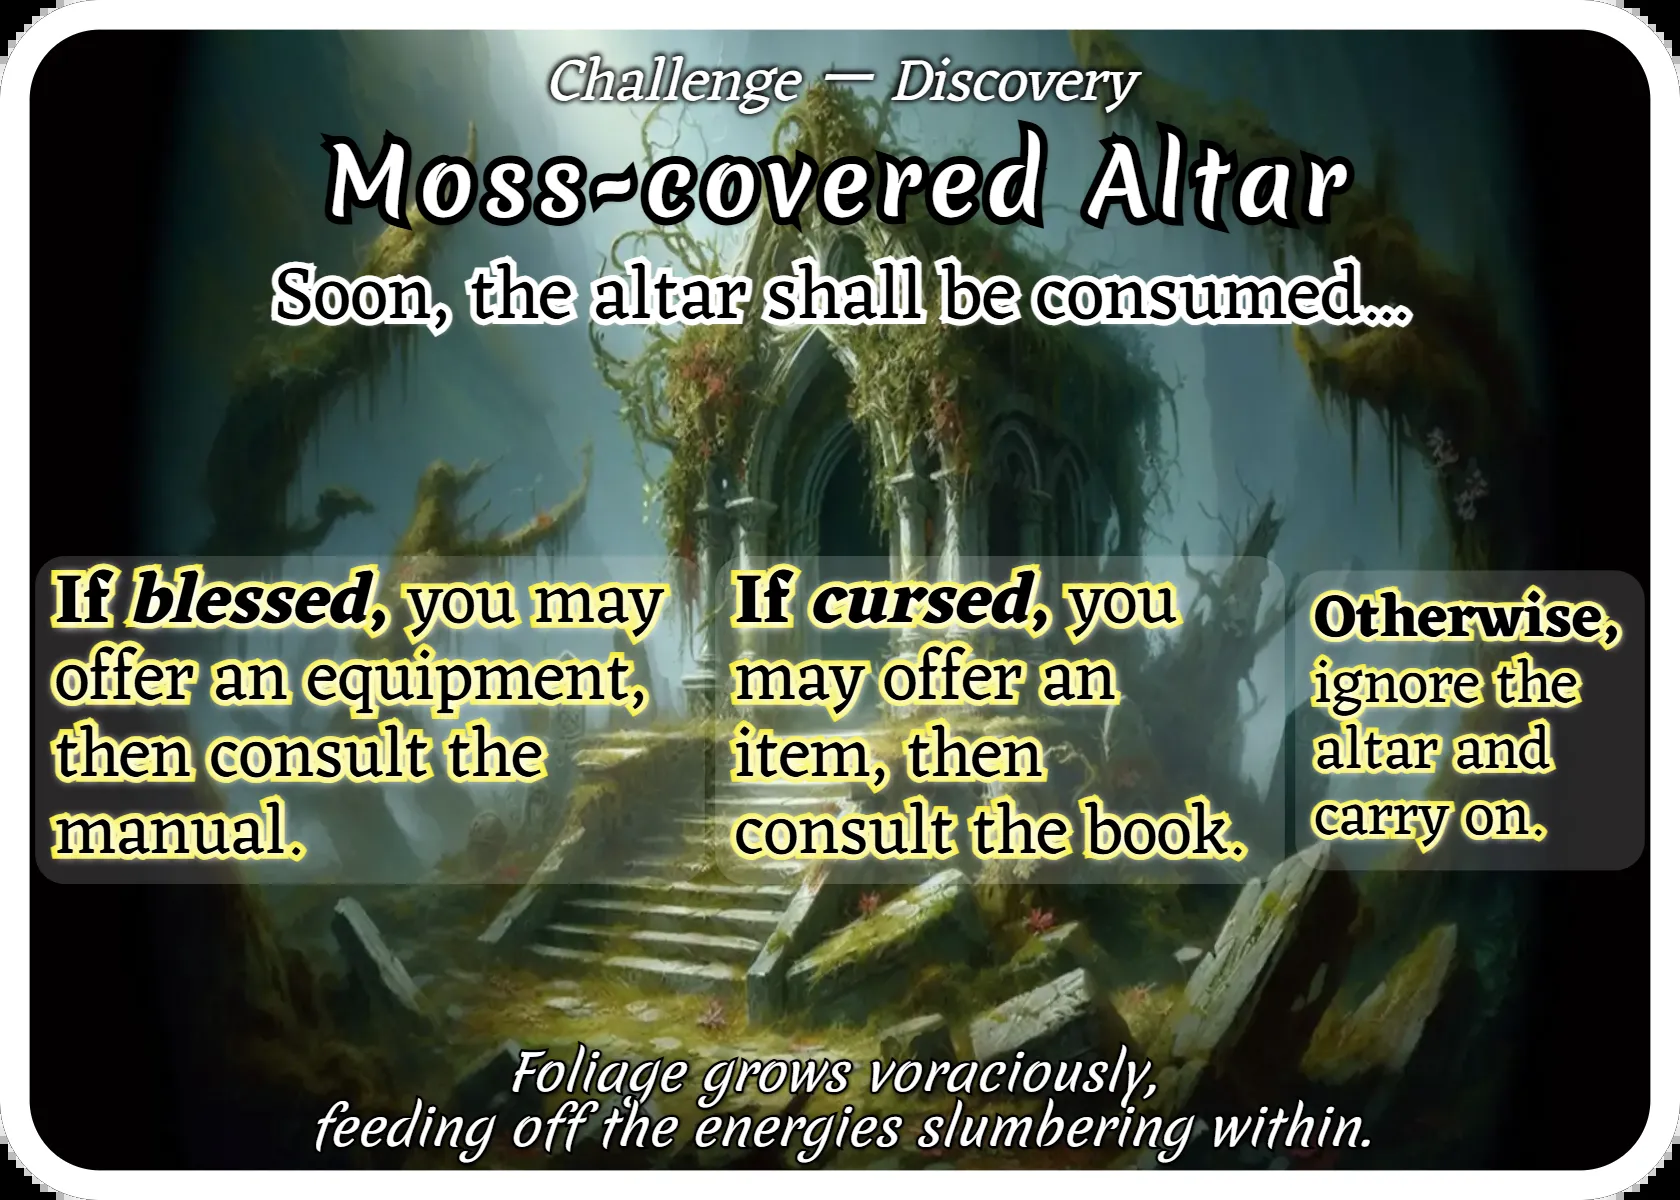 Challenge — Discovery
Moss-covered Altar
Soon, the altar shall be consumed...
If blessed, you may
offer an equipment,
then consult the
manual.
If cursed, you
may offer an
item, then
consult the book.
Otherwise,
ignore the
altar and
carry on.
Foliage grows voraciously,
feeding off the energies slumbering within.